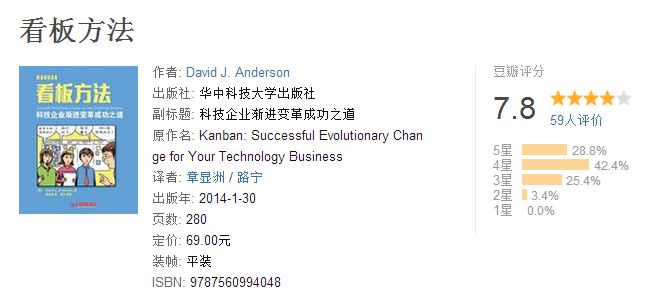 看板方法
KANBAN
看板方法
科技企业渐进变革成功之道
作者: David J. Anderson
出版社: 华中科技大学出版社
副标题: 科技企业渐进变革成功之道
原作名: Kanban: Successful Evolutionary Chan
ge for Your Technology Business
译者: 章显洲 / 路宁
出版年: 2014-1-30
页数: 280
定价: 69.00元
装帧: 平装
ISBN: 9787560994048
豆瓣评分
7.8
59人评价
5星 28.8%
4星 42.4%
3星 25.4%
2星 3.4%
1星 0.0%